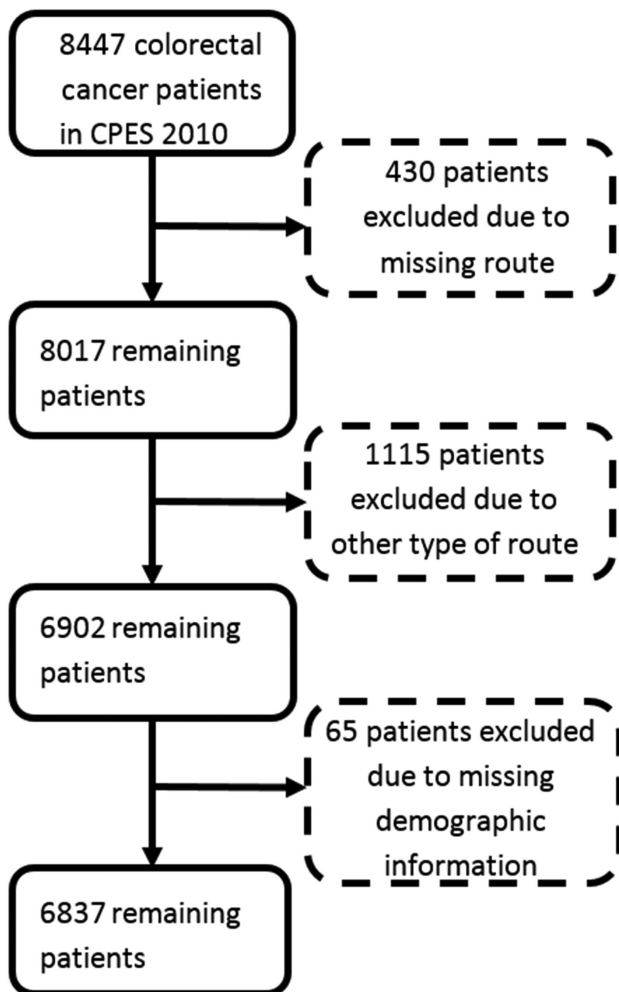 8447 colorectal
cancer patients
in CPES 2010
430 patients
excluded due to
missing route
8017 remaining
patients
1115 patients
excluded due to
other type of route
6902 remaining
patients
65 patients excluded
due to missing
demographic
information
6837 remaining
patients